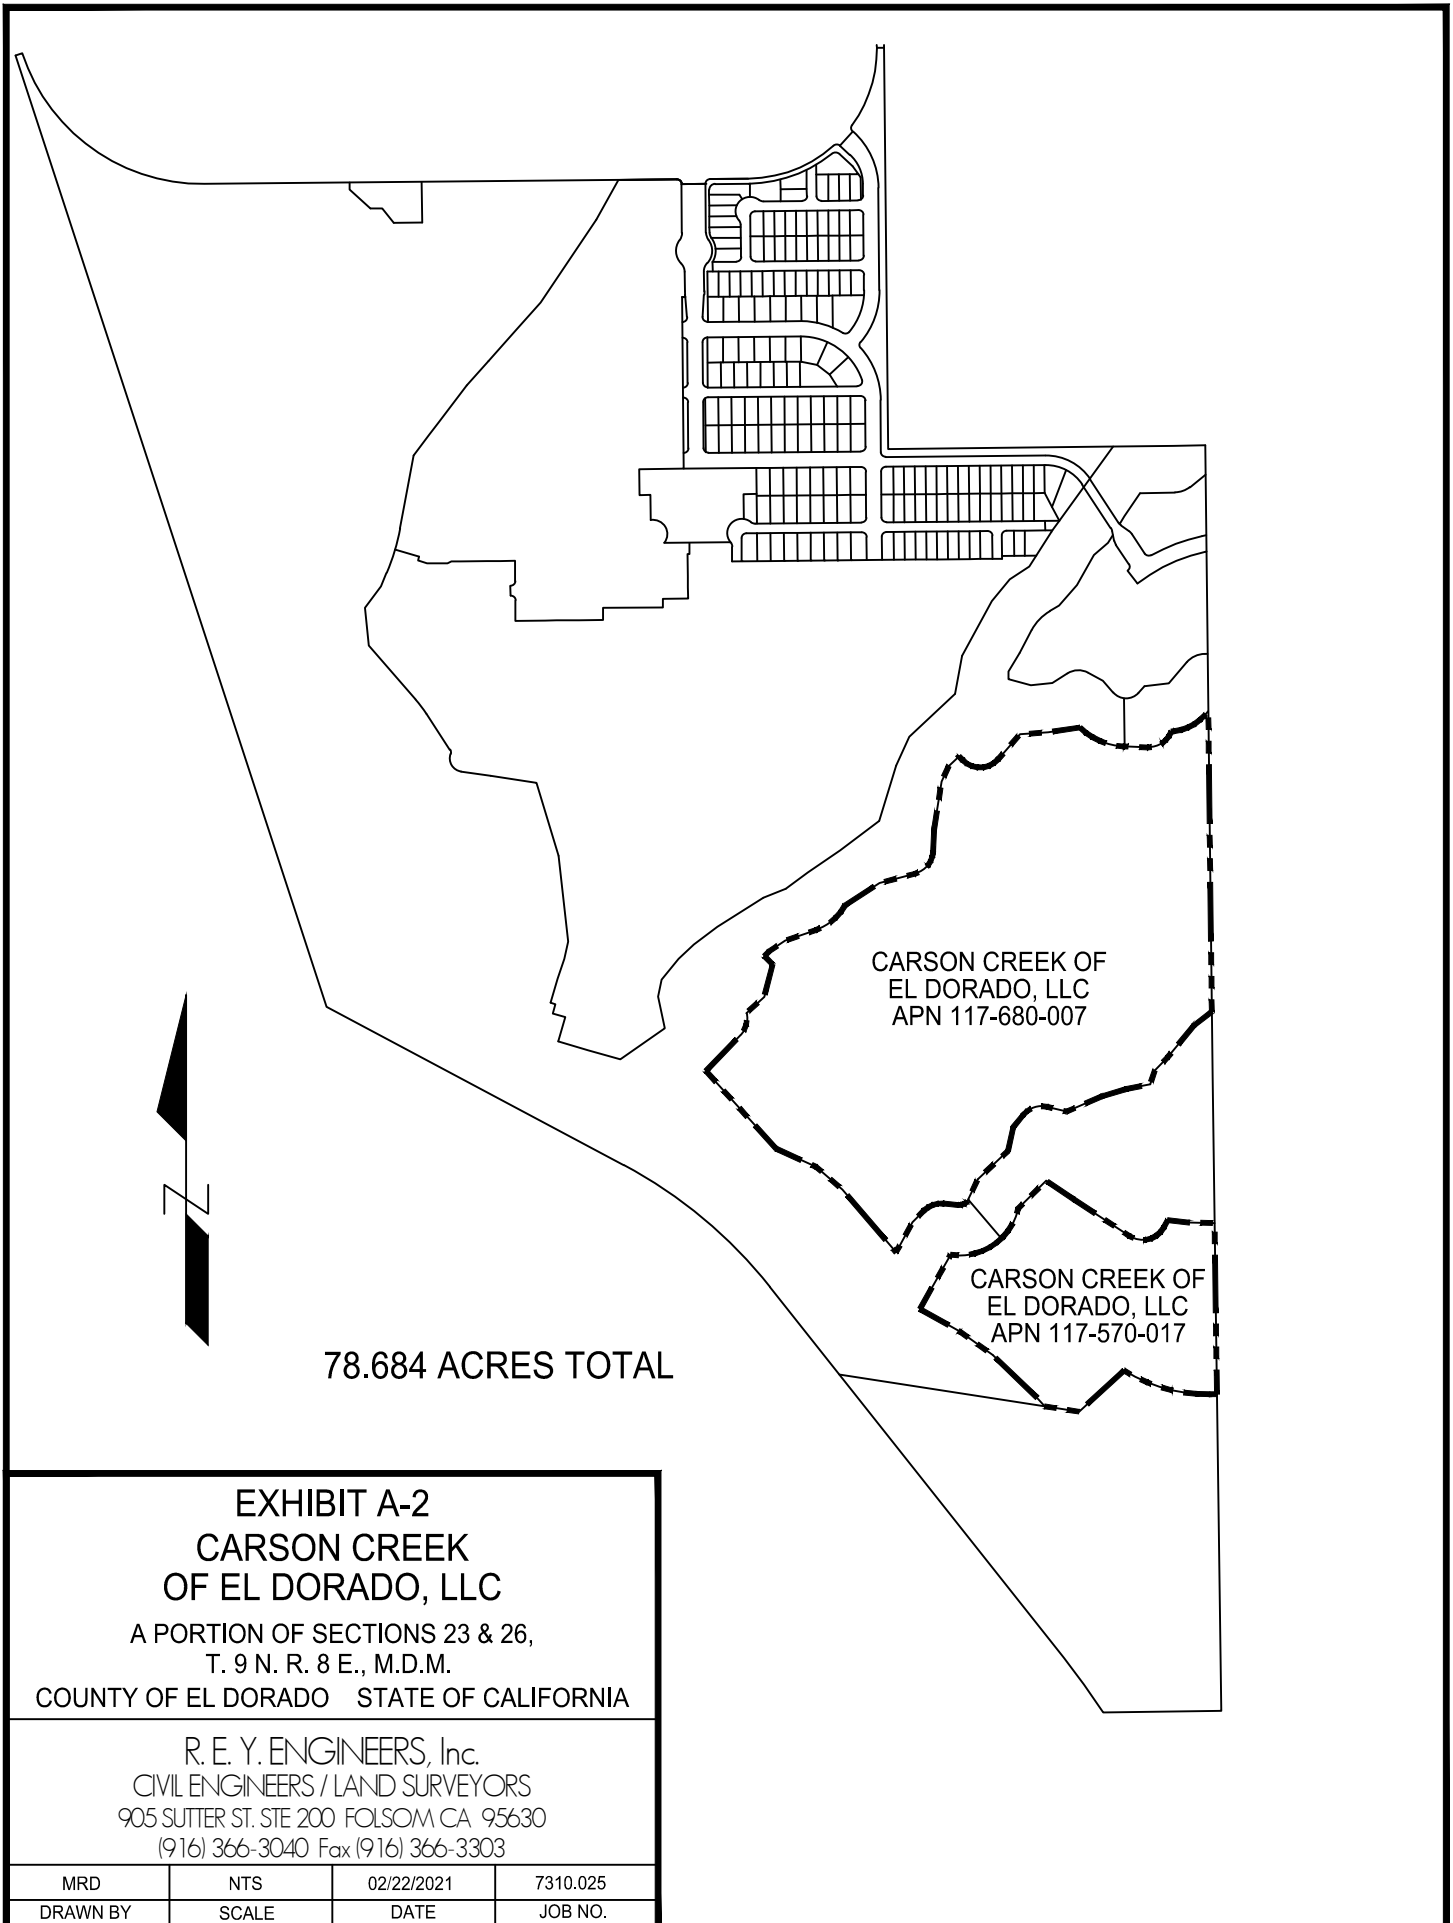 CARSON CREEK OF
EL DORADO, LLC
APN 117-680-007
CARSON CREEK OF
EL DORADO, LLC
APN 117-570-017
N
78.684 ACRES TOTAL
EXHIBIT A-2
CARSON CREEK
OF EL DORADO, LLC
A PORTION OF SECTIONS 23 & 26,
T. 9 N. R. 8 E., M.D.M.
COUNTY OF EL DORADO STATE OF CALIFORNIA
R. E. Y. ENGINEERS, Inc.
CIVIL ENGINEERS / LAND SURVEYORS
905 SUTTER ST. STE 200 FOLSOM CA 95630
(916) 366-3040 Fax (916) 366-3303
MRD NTS 02/22/2021 7310.025
DRAWN BY SCALE DATE JOB NO.